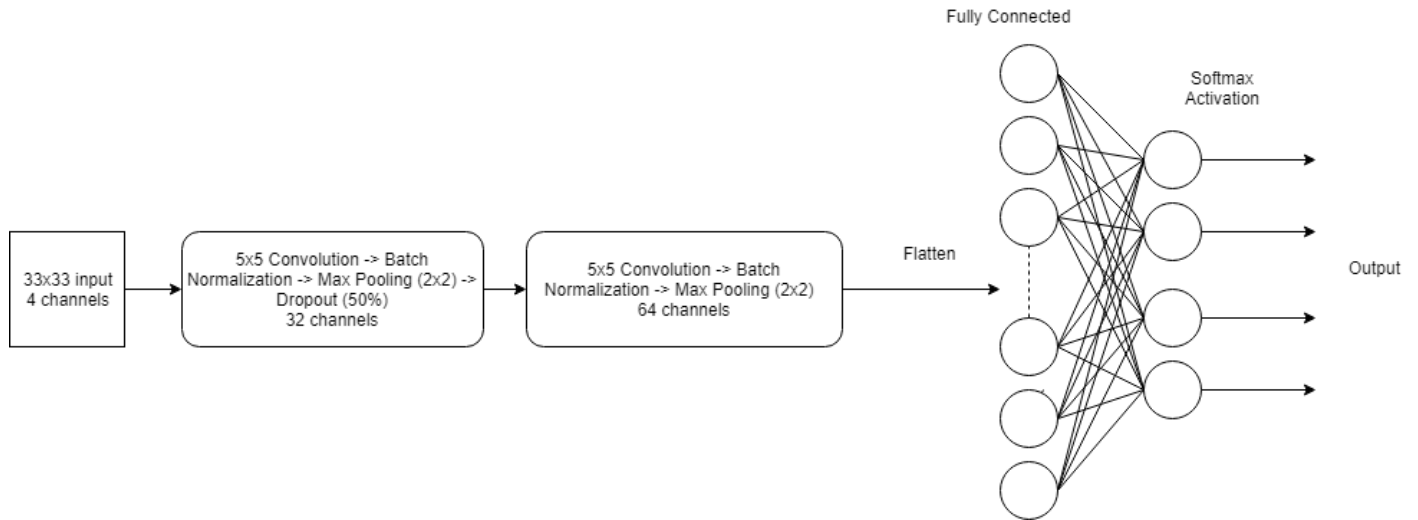 Fully Connected
Softmax
Activation
33x33 input
4 channels
5x5 Convolution -> Batch
Normalization -> Max Pooling (2x2) ->
Dropout (50%)
32 channels
5x5 Convolution -> Batch
Normalization -> Max Pooling (2x2)
64 channels
Flatten
Output